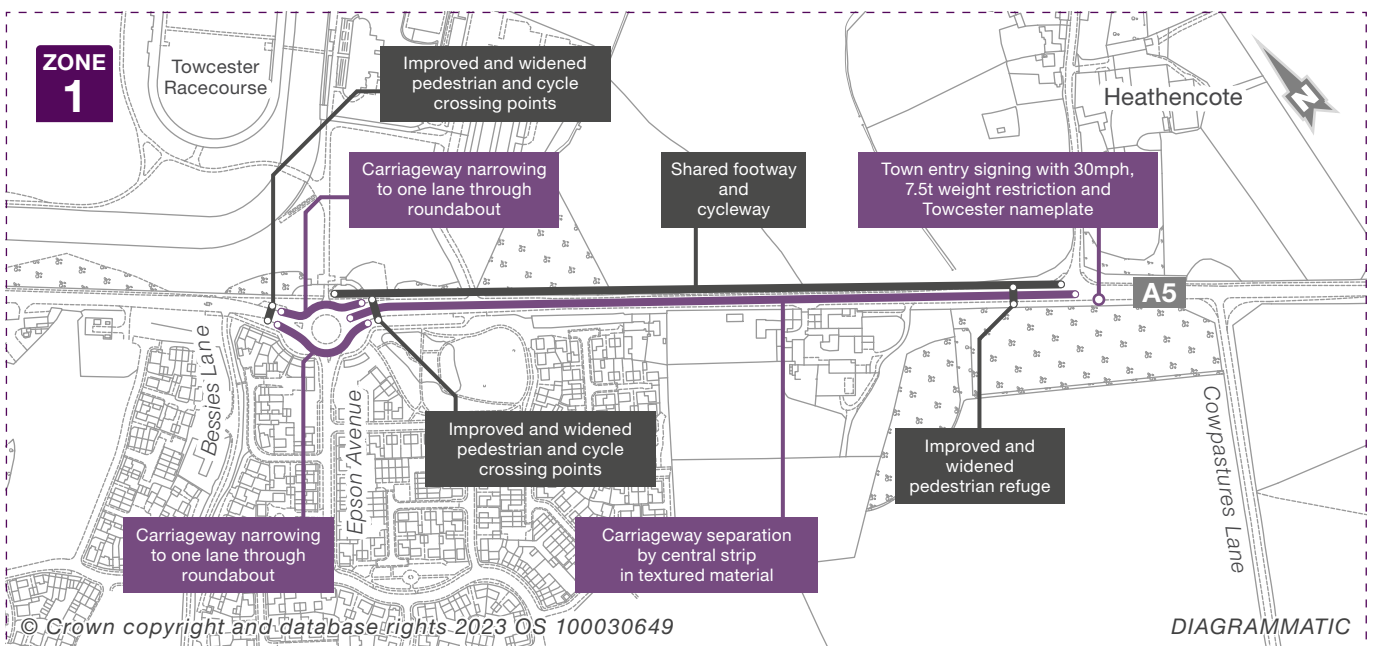 ZONE
1
Towcester
Racecourse
Improved and widened
pedestrian and cycle
crossing points
Heathencote
N
Carriageway narrowing
to one lane through
roundabout
Shared footway
and
cycleway
Town entry signing with 30mph,
7.5t weight restriction and
Towcester nameplate
A5
Bessies Lane
Epson Avenue
Cowpastures Lane
Improved and widened
pedestrian and cycle
crossing points
Improved and
widened
pedestrian refuge
Carriageway narrowing
to one lane through
roundabout
Carriageway separation
by central strip
in textured material
© Crown copyright and database rights 2023 OS 100030649
DIAGRAMMATIC